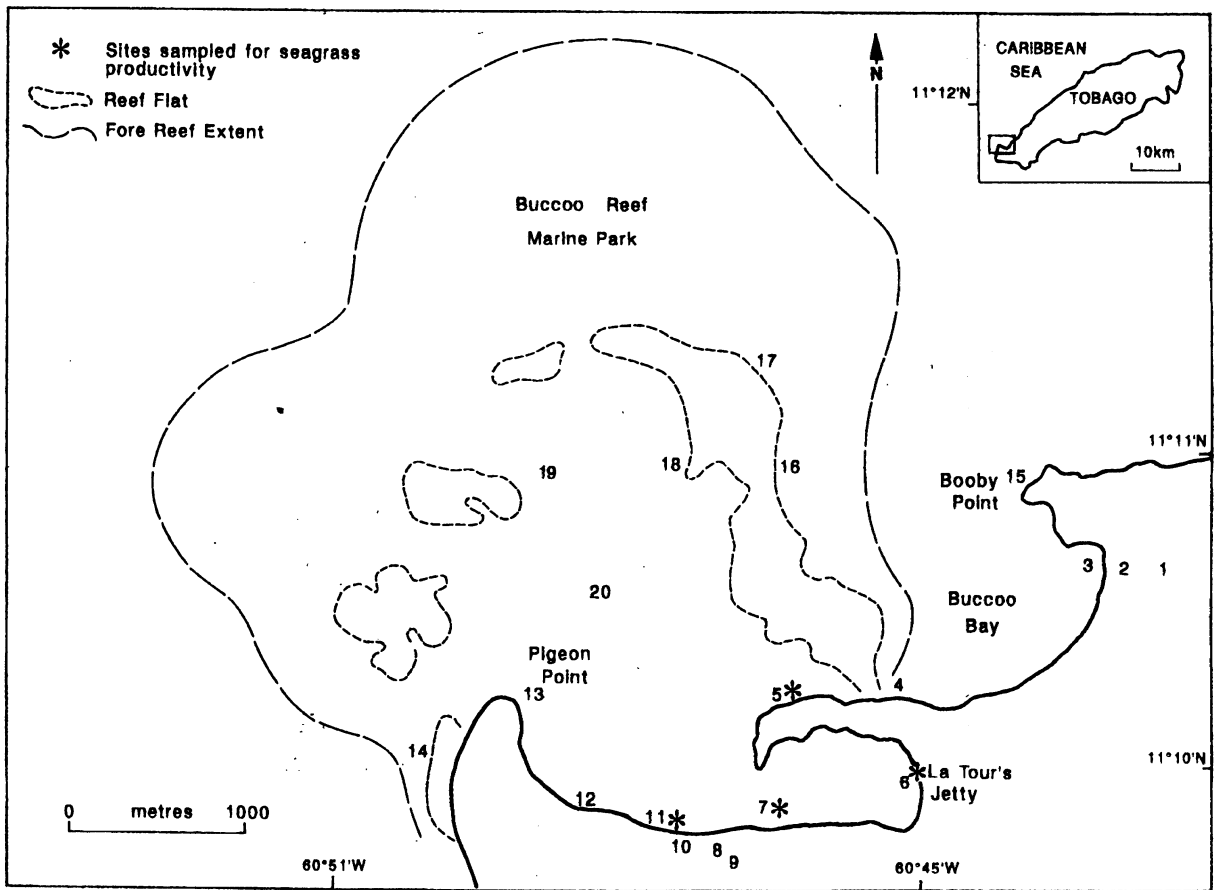 * Sites sampled for seagrass
productivity
Reef Flat
Fore Reef Extent
N
11°12'N
CARIBBEAN
SEA
TOBAGO
10km
Buccoo Reef
Marine Park
17
11°11'N
19
18
16
Booby
Point
15
3
2
1
20
Buccoo
Bay
Pigeon
Point
13
5 *
4
14
11°10'N
6 *
La Tour's
Jetty
0 metres 1000
12
11 *
7 *
10
8
9
60°51'W
60°45'W